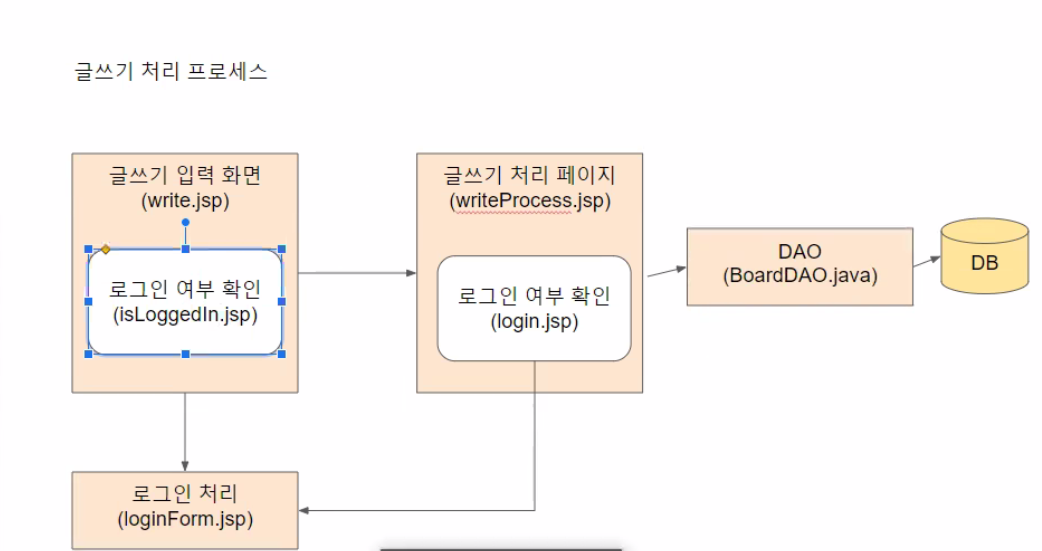 글쓰기 처리 프로세스
글쓰기 입력 화면
(write.jsp)
로그인 여부 확인
(isLoggedIn.jsp)
글쓰기 처리 페이지
(writeProcess.jsp)
로그인 여부 확인
(login.jsp)
DAO
(BoardDAO.java)
DB
로그인 처리
(loginForm.jsp)